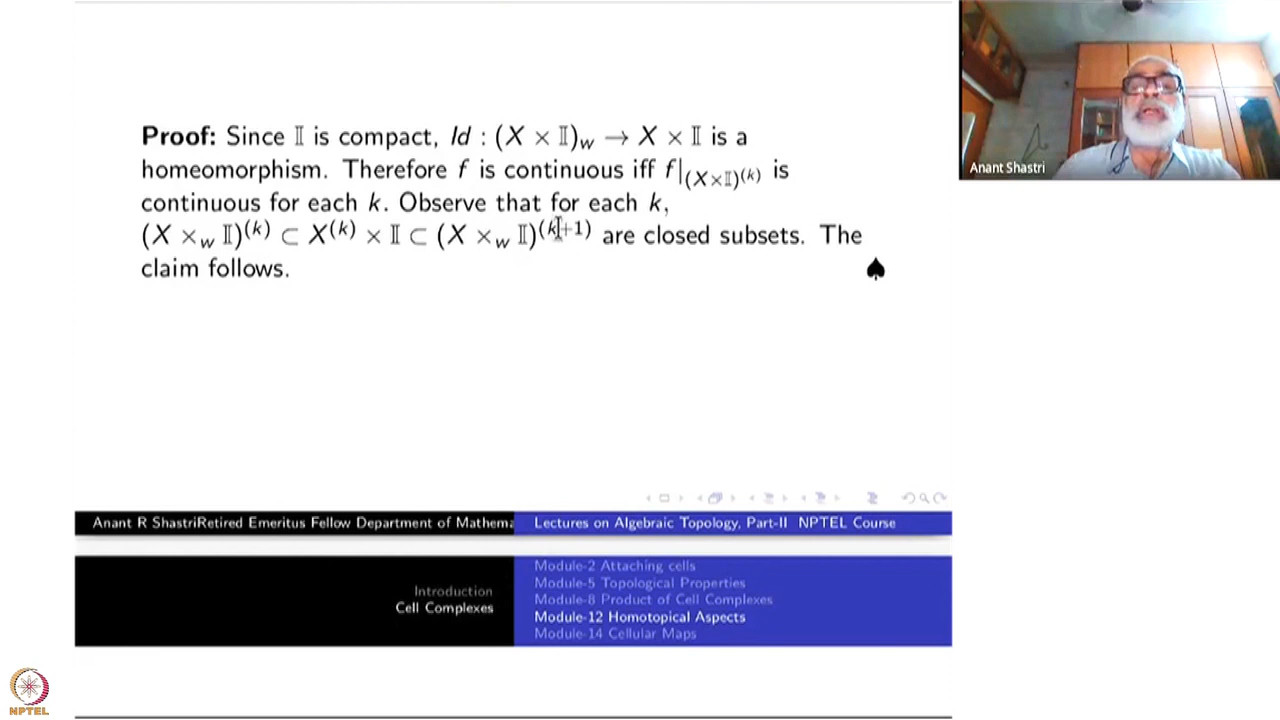 Proof: Since 𝕀 is compact, Id : (X × 𝕀)_w → X × 𝕀 is a
homeomorphism. Therefore f is continuous iff f|_{(X×𝕀)^{(k)}} is
continuous for each k. Observe that for each k,
(X ×_w 𝕀)^{(k)} ⊂ X^{(k)} × 𝕀 ⊂ (X ×_w 𝕀)^{(k+1)} are closed subsets. The
claim follows. ♠
Anant Shastri
Anant R ShastriRetired Emeritus Fellow Department of Mathema
Lectures on Algebraic Topology, Part-II NPTEL Course
Introduction
Cell Complexes
Module-2 Attaching cells
Module-5 Topological Properties
Module-8 Product of Cell Complexes
Module-12 Homotopical Aspects
Module-14 Cellular Maps
NPTEL